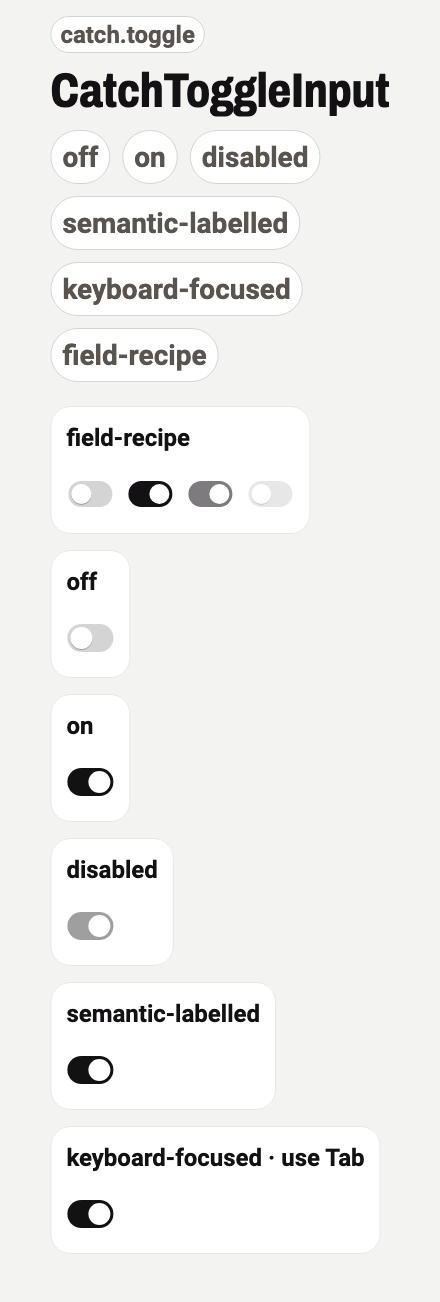 catch.toggle
CatchToggleInput
off on disabled
semantic-labelled
keyboard-focused
field-recipe
field-recipe
off
on
disabled
semantic-labelled
keyboard-focused · use Tab